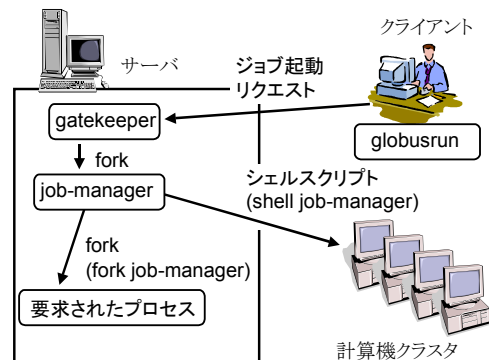 クライアント
サーバ
ジョブ起動
リクエスト
gatekeeper
globusrun
fork
job-manager
シェルスクリプト
(shell job-manager)
fork
(fork job-manager)
要求されたプロセス
計算機クラスタ